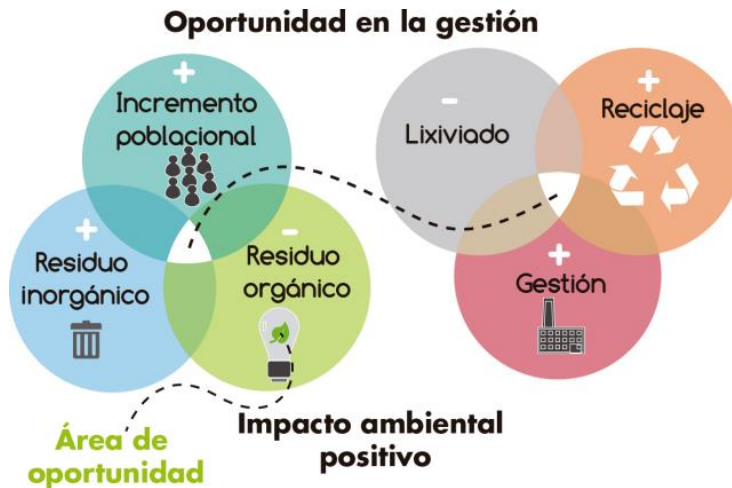 Oportunidad en la gestión
+
Incremento
poblacional
+
Residuo
inorgánico
-
Residuo
orgánico
-
Lixiviado
+
Reciclaje
+
Gestión
Área de
oportunidad
Impacto ambiental
positivo